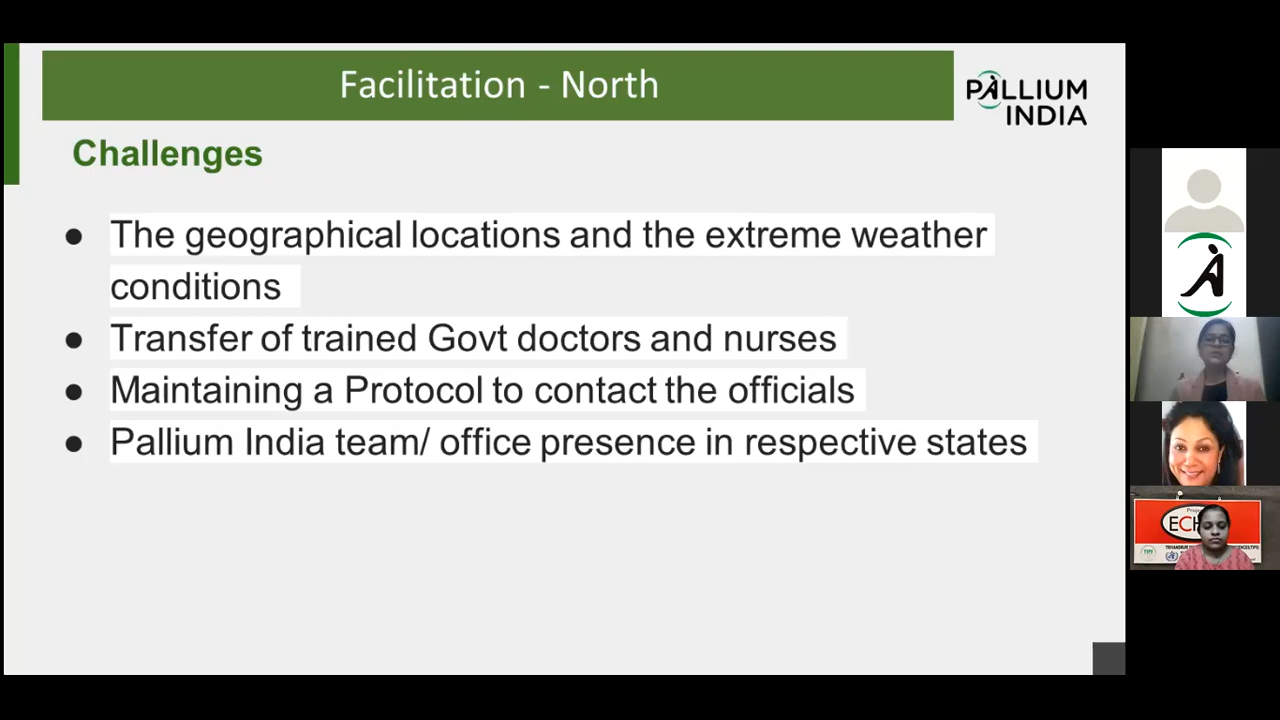 Facilitation - North
PALLIUM
INDIA
Challenges
● The geographical locations and the extreme weather
conditions
● Transfer of trained Govt doctors and nurses
● Maintaining a Protocol to contact the officials
● Pallium India team/ office presence in respective states